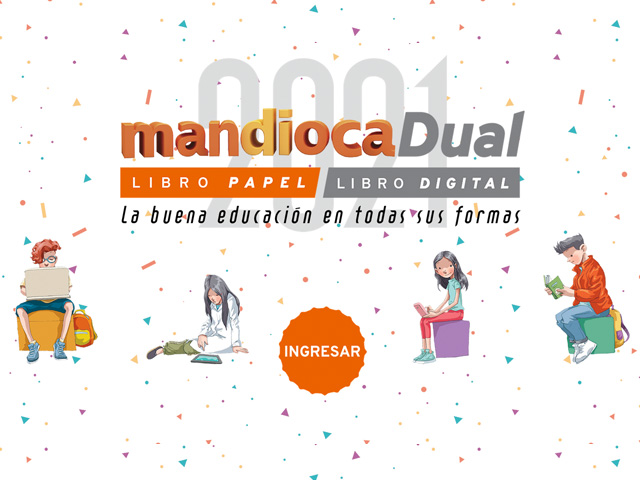 2021
mandiocaDual
LIBRO PAPEL LIBRO DIGITAL
La buena educación en todas sus formas
INGRESAR